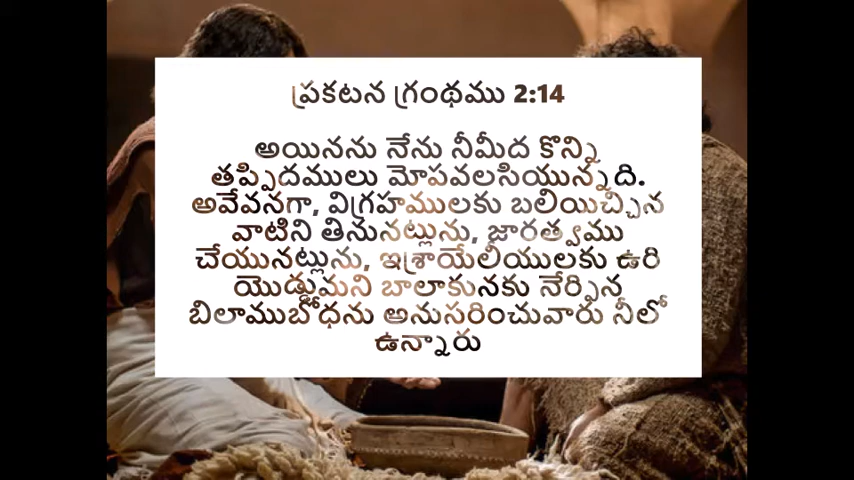 ప్రకటన గ్రంథము 2:14
అయినను నేను నీమీద కొన్ని
తప్పిదములు మోపవలసియున్నది.
అవేవనగా, విగ్రహములకు బలియిచ్చిన
వాటిని తినునట్లును, జారత్వము
చేయునట్లును, ఇశ్రాయేలీయులకు ఉరి
యొడ్డుమని బాలాకునకు నేర్పిన
బిలాముబోధను అనుసరించువారు నీలో
ఉన్నారు